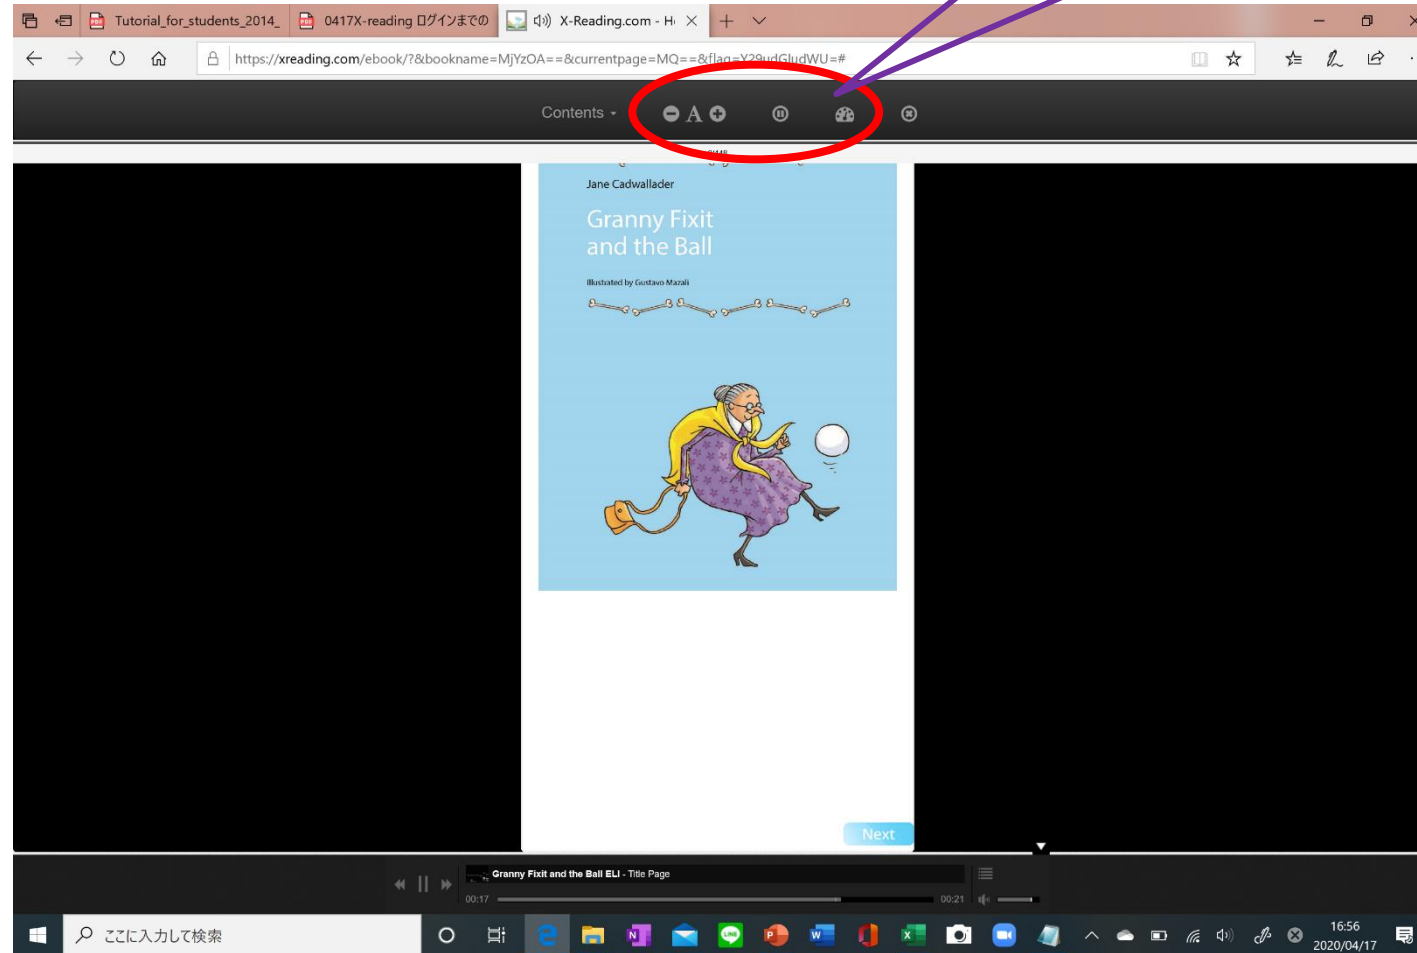 Tutorial_for_students_2014_
0417X-reading ログインまでの
X-Reading.com - H
https://xreading.com/ebook/?&bookname=MjYzOA==&currentpage=MQ==&flag=Y29udGludWU=#
Contents
A
Jane Cadwallader
Granny Fixit
and the Ball
Illustrated by Gustavo Mazali
Next
Granny Fixit and the Ball ELI - Title Page
00:17
00:21
ここに入力して検索
16:56
2020/04/17